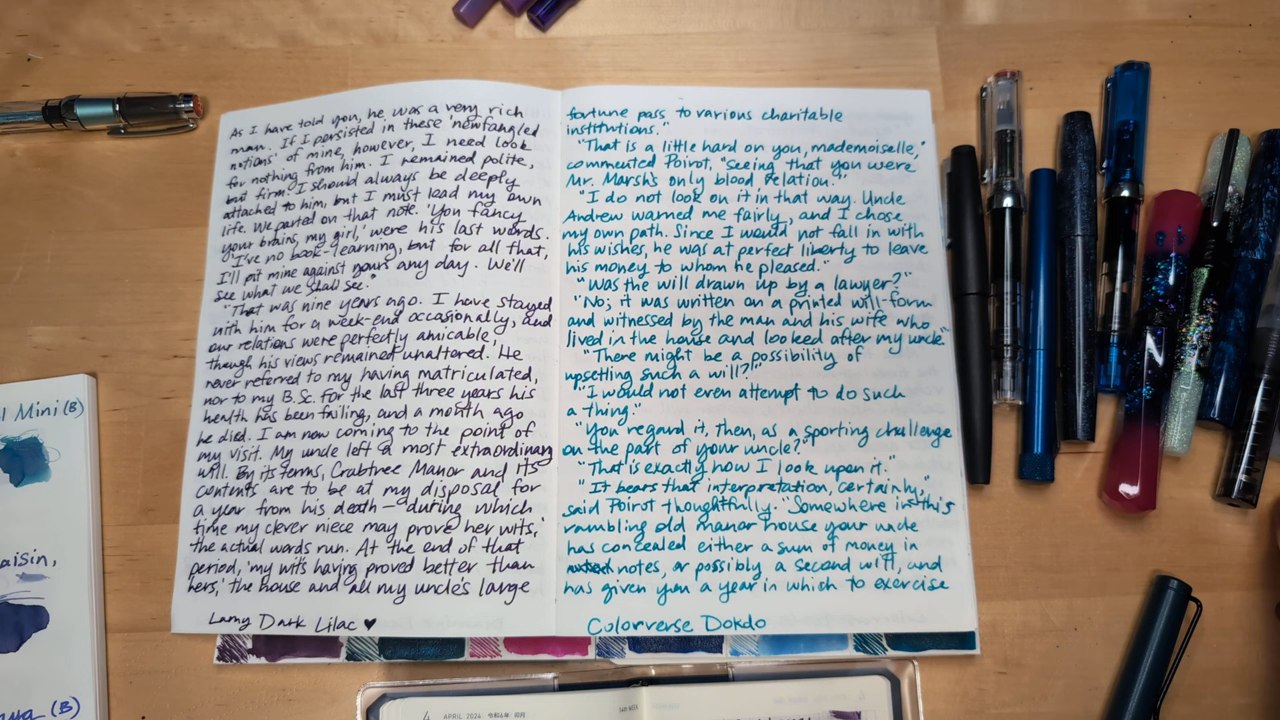 As I have told you, he was a very rich
man. If I persisted in these 'newfangled
notions' of mine, however, I need look
for nothing from him. I remained polite,
but firm. I should always be deeply
attached to him, but I must lead my own
life. We parted on that note. 'You fancy
your brains, my girl,' were his last words.
'I've no book-learning, but for all that,
I'll pit mine against yours any day. We'll
see what we shall see.'
"That was nine years ago. I have stayed
with him for a week-end occasionally, and
our relations were perfectly amicable,
though his views remained unaltered. He
never referred to my having matriculated,
nor to my B.Sc. For the last three years his
health has been failing, and a month ago
he died. I am now coming to the point of
my visit. My uncle left a most extraordinary
will. By its terms, Crabtree Manor and its
contents are to be at my disposal for
a year from his death—'during which
time my clever niece may prove her wits,'
the actual words run. At the end of that
period, 'my wits having proved better than
hers,' the house and all my uncle's large
Lamy Dark Lilac ♥
fortune pass to various charitable
institutions."
"That is a little hard on you, mademoiselle,"
commented Poirot, "seeing that you were
Mr. Marsh's only blood relation."
"I do not look on it in that way. Uncle
Andrew warned me fairly, and I chose
my own path. Since I would not fall in with
his wishes, he was at perfect liberty to leave
his money to whom he pleased."
"Was the will drawn up by a lawyer?"
"No; it was written on a printed will-form
and witnessed by the man and his wife who
lived in the house and looked after my uncle."
"There might be a possibility of
upsetting such a will?"
"I would not even attempt to do such
a thing."
"You regard it, then, as a sporting challenge
on the part of your uncle?"
"That is exactly how I look upon it."
"It bears that interpretation, certainly,"
said Poirot thoughtfully. "Somewhere in this
rambling old manor house your uncle
has concealed either a sum of money in
notes, or possibly a second will, and
has given you a year in which to exercise
Colorverse Dokdo
l Mini (B)
aisin,
(B)
4 APRIL 2024 令和6年 卯月